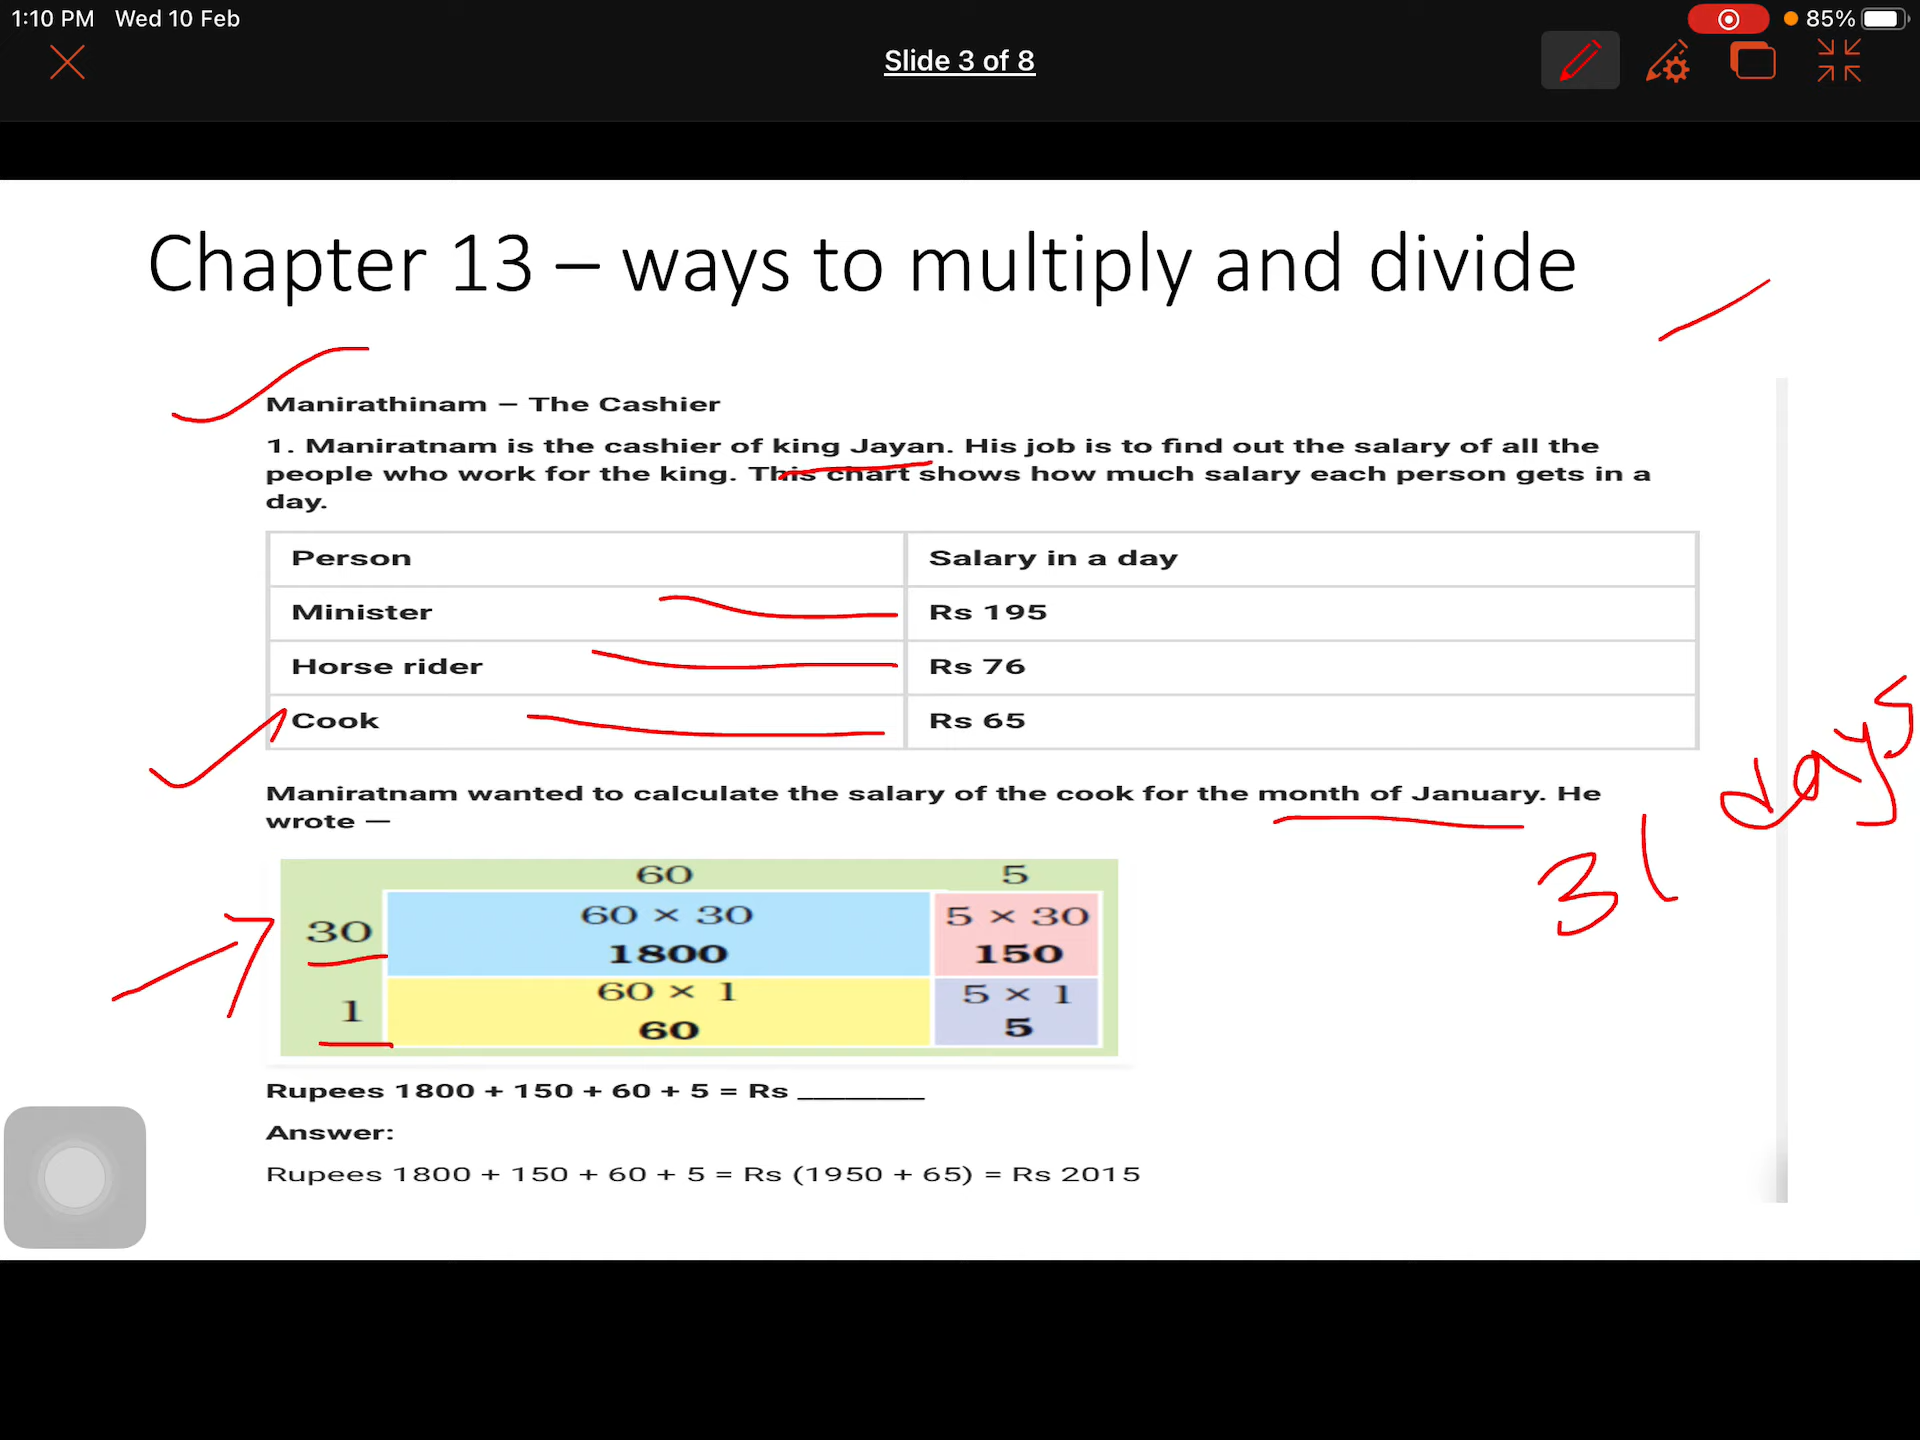 1:10 PM Wed 10 Feb
85%
Slide 3 of 8
Chapter 13 – ways to multiply and divide
Manirathinam – The Cashier
1. Maniratnam is the cashier of king Jayan. His job is to find out the salary of all the
people who work for the king. This chart shows how much salary each person gets in a
day.
Person Salary in a day
Minister Rs 195
Horse rider Rs 76
Cook Rs 65
Maniratnam wanted to calculate the salary of the cook for the month of January. He
wrote —
31 days
60 5
30 60 × 30 5 × 30
1800 150
1 60 × 1 5 × 1
60 5
Rupees 1800 + 150 + 60 + 5 = Rs ________
Answer:
Rupees 1800 + 150 + 60 + 5 = Rs (1950 + 65) = Rs 2015